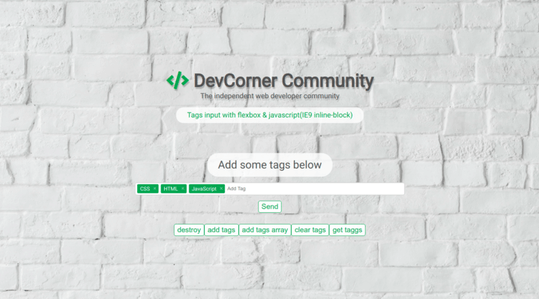 </> DevCorner Community
The independent web developer community
Tags input with flexbox & javascript(IE9 inline-block)
Add some tags below
CSS × HTML × JavaScript × Add Tag
Send
destroy add tags add tags array clear tags get taggs